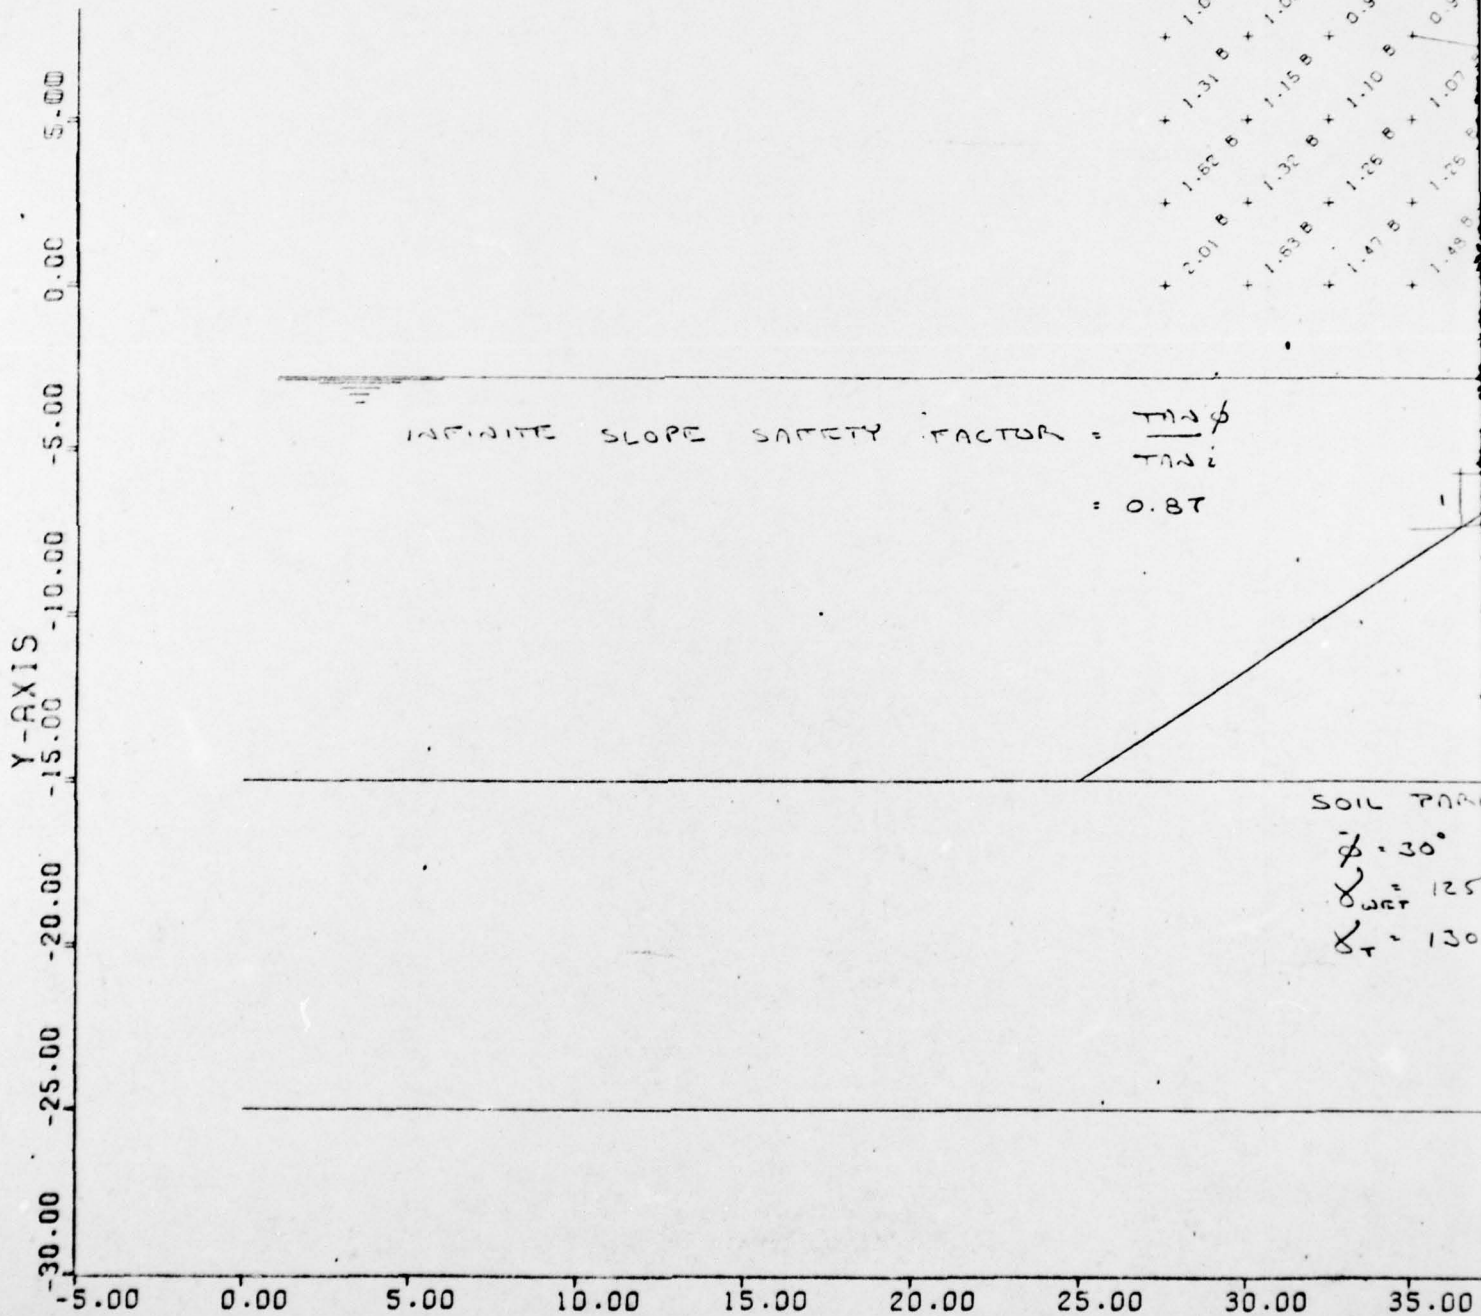 1.31 B
1.15 B
1.10 B
1.07
1.62 B
1.32 B
1.26 B
1.26 B
2.01 B
1.63 B
1.47 B
1.49 B
5.00
0.00
-5.00
-10.00
-15.00
-20.00
-25.00
-30.00
Y-AXIS
INFINITE SLOPE SAFETY FACTOR = TAN φ
TAN i
= 0.87
1
SOIL
φ̄ = 30°
γ WET = 125
γ T = 130
-5.00 0.00 5.00 10.00 15.00 20.00 25.00 30.00 35.00